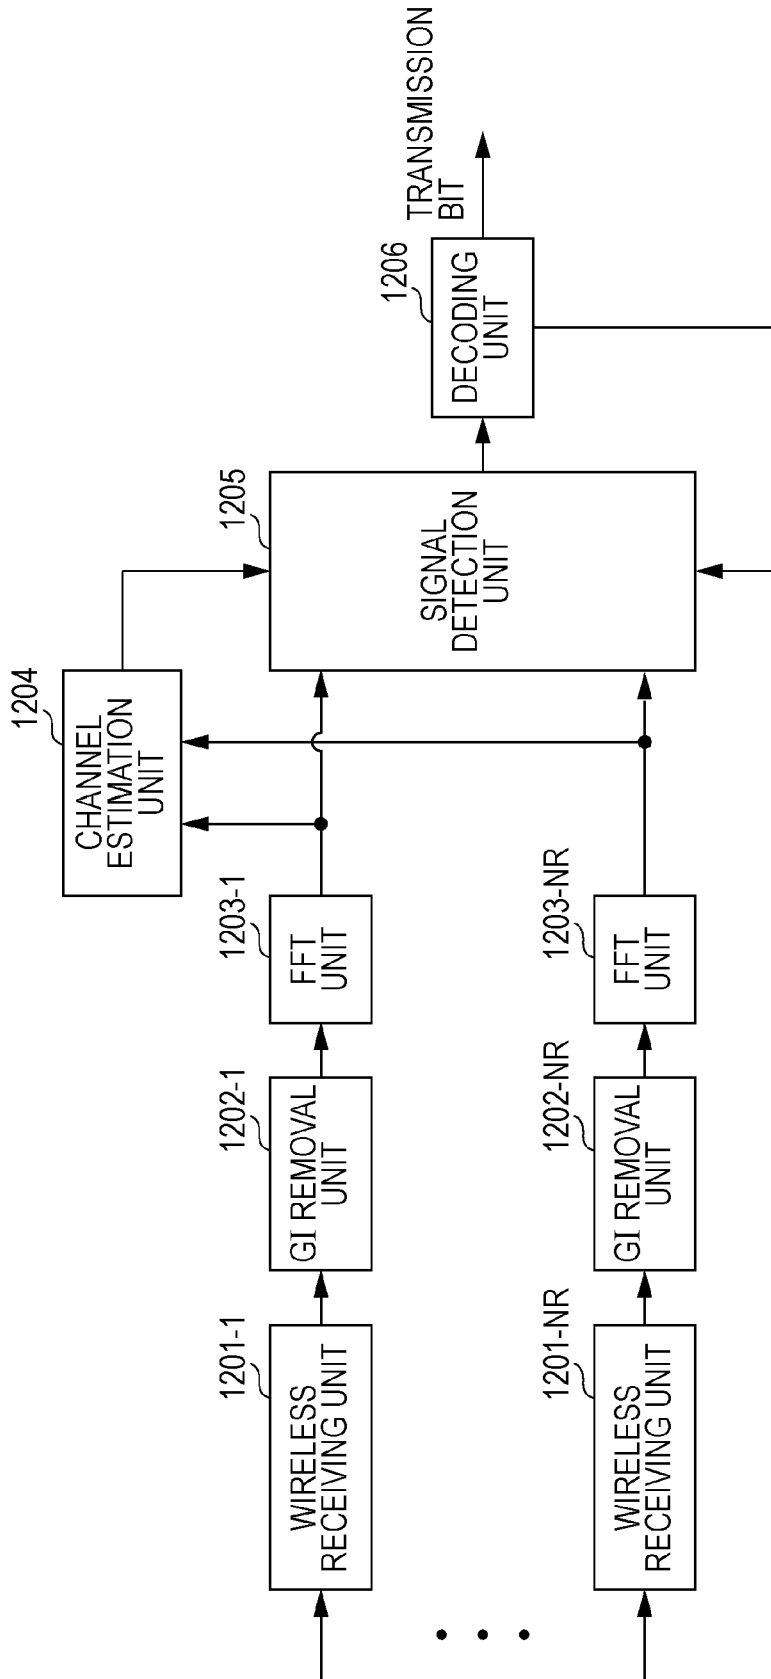 1201-1
WIRELESS
RECEIVING UNIT
1202-1
GI REMOVAL
UNIT
1203-1
FFT
UNIT
1204
CHANNEL
ESTIMATION
UNIT
1205
SIGNAL
DETECTION
UNIT
1206
DECODING
UNIT
TRANSMISSION
BIT
1201-NR
WIRELESS
RECEIVING UNIT
1202-NR
GI REMOVAL
UNIT
1203-NR
FFT
UNIT